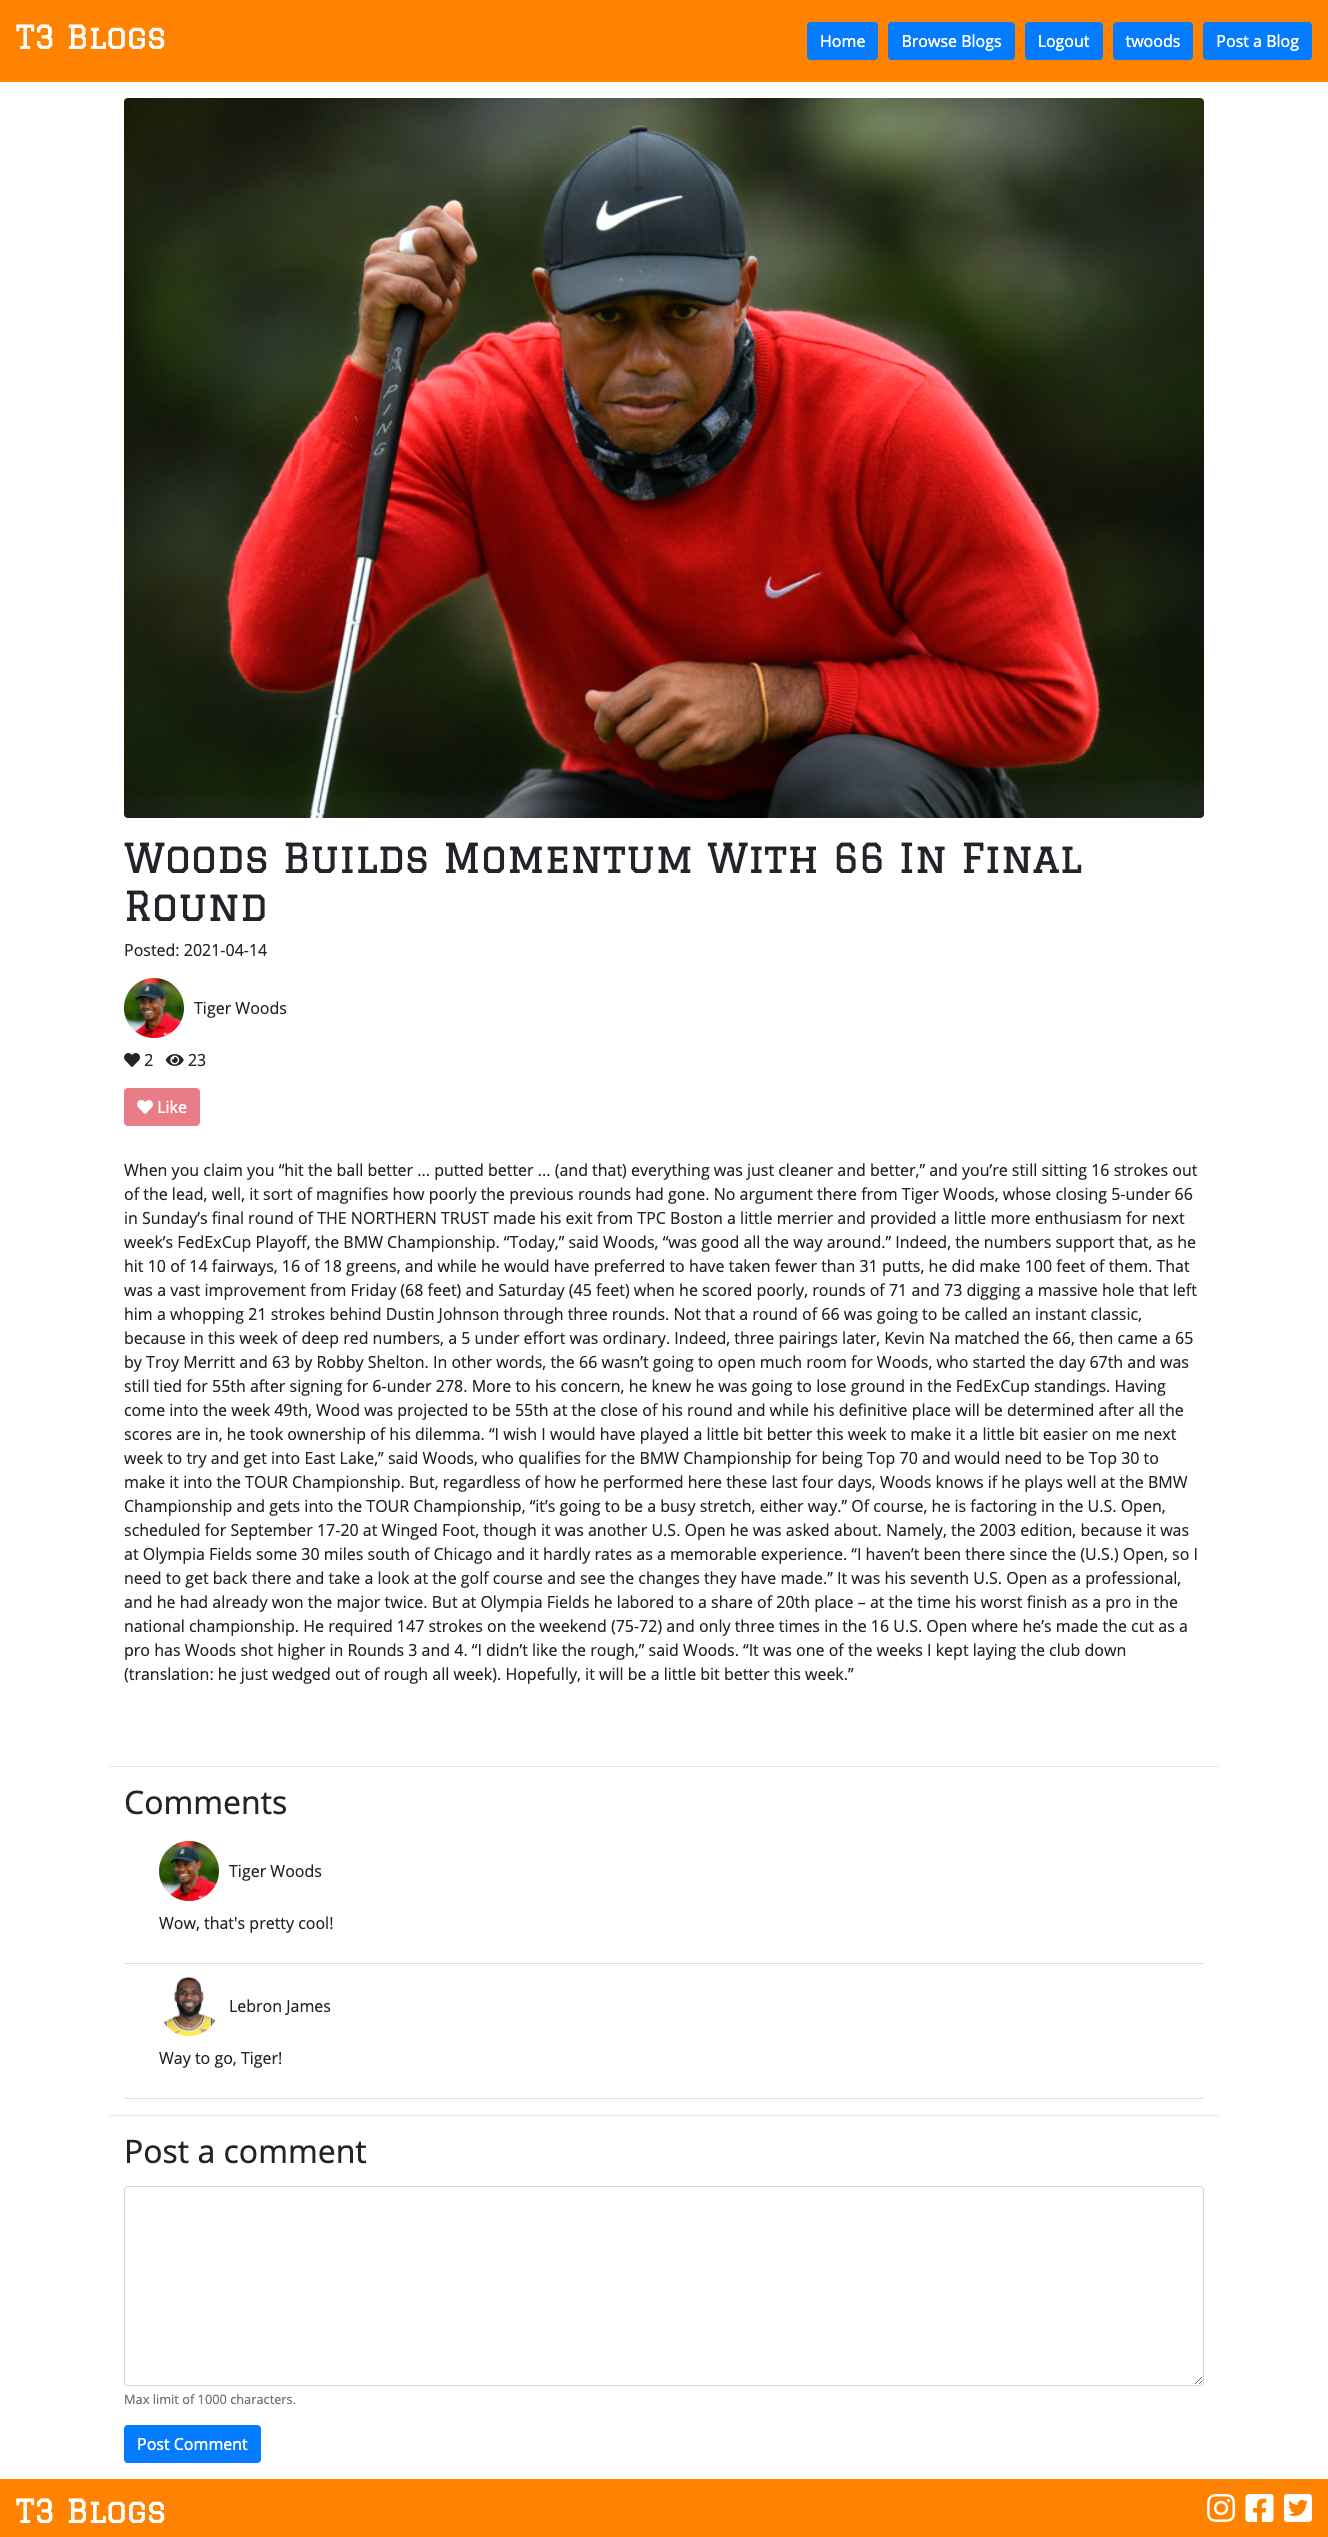 T3 Blogs
Home
Browse Blogs
Logout
twoods
Post a Blog
PING
Woods Builds Momentum With 66 In Final
Round
Posted: 2021-04-14
Tiger Woods
2 23
Like
When you claim you “hit the ball better ... putted better ... (and that) everything was just cleaner and better,” and you’re still sitting 16 strokes out
of the lead, well, it sort of magnifies how poorly the previous rounds had gone. No argument there from Tiger Woods, whose closing 5-under 66
in Sunday’s final round of THE NORTHERN TRUST made his exit from TPC Boston a little merrier and provided a little more enthusiasm for next
week’s FedExCup Playoff, the BMW Championship. “Today,” said Woods, “was good all the way around.” Indeed, the numbers support that, as he
hit 10 of 14 fairways, 16 of 18 greens, and while he would have preferred to have taken fewer than 31 putts, he did make 100 feet of them. That
was a vast improvement from Friday (68 feet) and Saturday (45 feet) when he scored poorly, rounds of 71 and 73 digging a massive hole that left
him a whopping 21 strokes behind Dustin Johnson through three rounds. Not that a round of 66 was going to be called an instant classic,
because in this week of deep red numbers, a 5 under effort was ordinary. Indeed, three pairings later, Kevin Na matched the 66, then came a 65
by Troy Merritt and 63 by Robby Shelton. In other words, the 66 wasn’t going to open much room for Woods, who started the day 67th and was
still tied for 55th after signing for 6-under 278. More to his concern, he knew he was going to lose ground in the FedExCup standings. Having
come into the week 49th, Wood was projected to be 55th at the close of his round and while his definitive place will be determined after all the
scores are in, he took ownership of his dilemma. “I wish I would have played a little bit better this week to make it a little bit easier on me next
week to try and get into East Lake,” said Woods, who qualifies for the BMW Championship for being Top 70 and would need to be Top 30 to
make it into the TOUR Championship. But, regardless of how he performed here these last four days, Woods knows if he plays well at the BMW
Championship and gets into the TOUR Championship, “it’s going to be a busy stretch, either way.” Of course, he is factoring in the U.S. Open,
scheduled for September 17-20 at Winged Foot, though it was another U.S. Open he was asked about. Namely, the 2003 edition, because it was
at Olympia Fields some 30 miles south of Chicago and it hardly rates as a memorable experience. “I haven’t been there since the (U.S.) Open, so I
need to get back there and take a look at the golf course and see the changes they have made.” It was his seventh U.S. Open as a professional,
and he had already won the major twice. But at Olympia Fields he labored to a share of 20th place – at the time his worst finish as a pro in the
national championship. He required 147 strokes on the weekend (75-72) and only three times in the 16 U.S. Open where he’s made the cut as a
pro has Woods shot higher in Rounds 3 and 4. “I didn’t like the rough,” said Woods. “It was one of the weeks I kept laying the club down
(translation: he just wedged out of rough all week). Hopefully, it will be a little bit better this week.”
Comments
Tiger Woods
Wow, that's pretty cool!
Lebron James
Way to go, Tiger!
Post a comment
Max limit of 1000 characters.
Post Comment
T3 Blogs